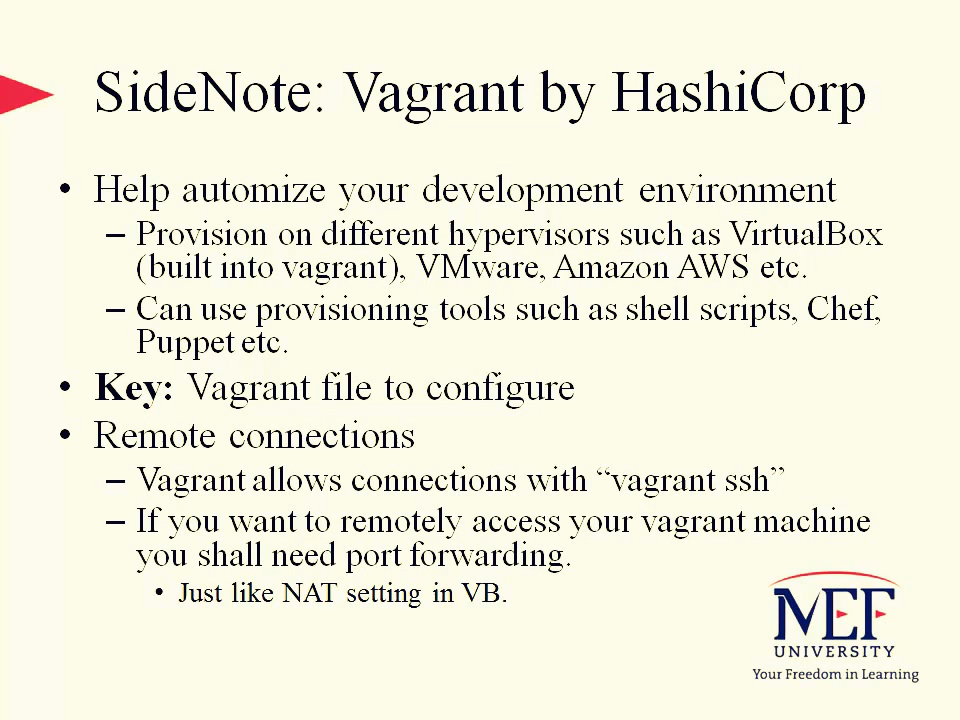 SideNote: Vagrant by HashiCorp
• Help automize your development environment
– Provision on different hypervisors such as VirtualBox
(built into vagrant), VMware, Amazon AWS etc.
– Can use provisioning tools such as shell scripts, Chef,
Puppet etc.
• Key: Vagrant file to configure
• Remote connections
– Vagrant allows connections with “vagrant ssh”
– If you want to remotely access your vagrant machine
you shall need port forwarding.
• Just like NAT setting in VB.
MEF
UNIVERSITY
Your Freedom in Learning